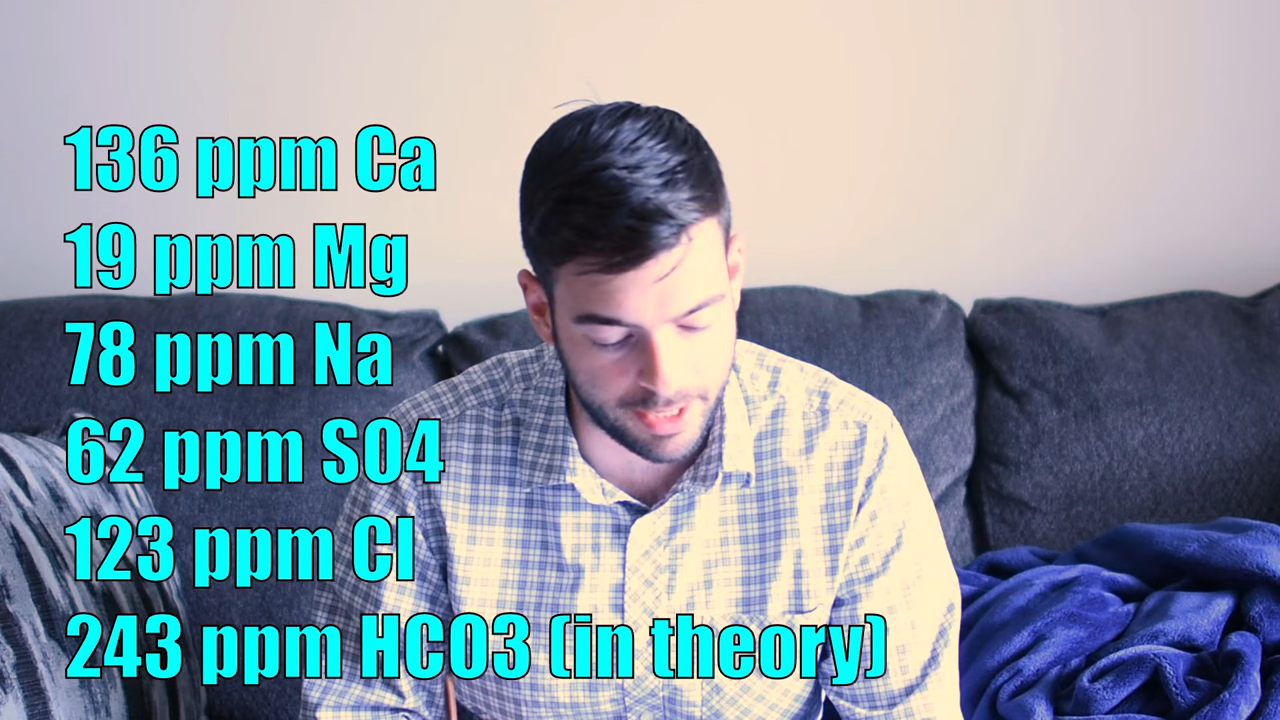 136 ppm Ca
19 ppm Mg
78 ppm Na
62 ppm SO4
123 ppm Cl
243 ppm HCO3 (in theory)